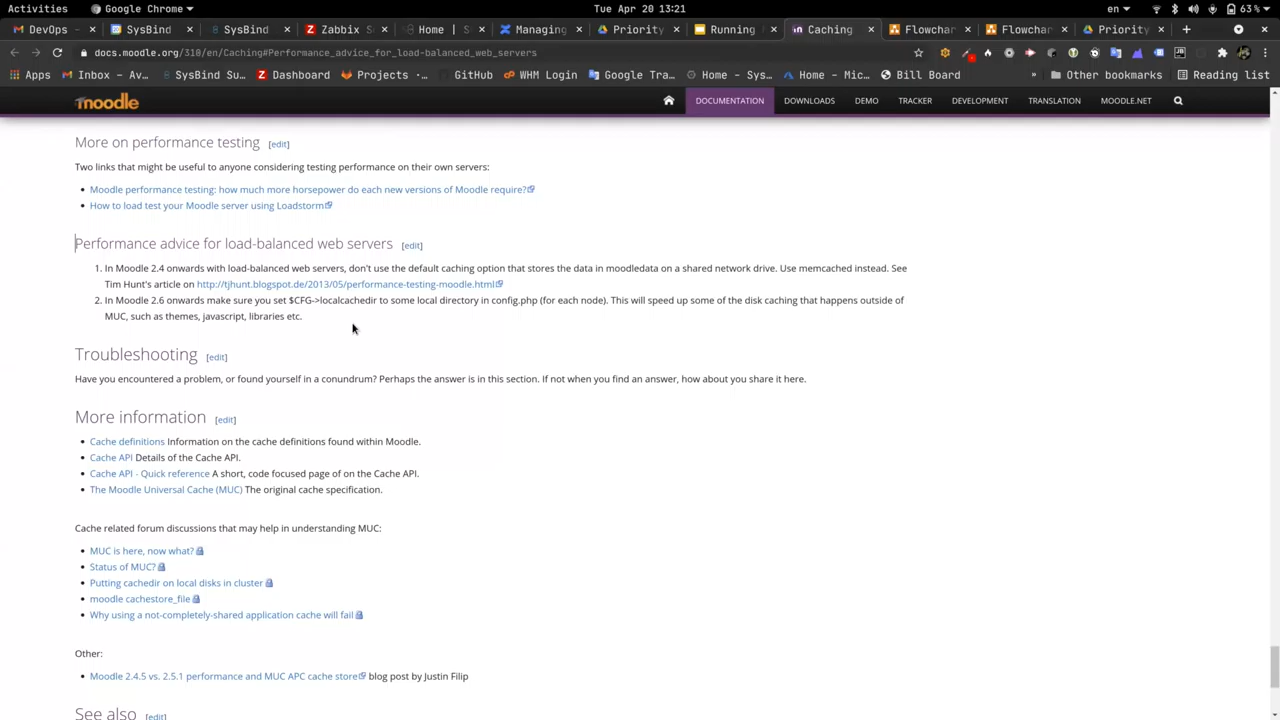 Activities Google Chrome Tue Apr 20 13:21 en 63 %
DevOps - SysBind SysBind Zabbix Se Home | S Managing Priority Running Caching Flowchar Flowchar Priority
docs.moodle.org/310/en/Caching#Performance_advice_for_load-balanced_web_servers
Apps Inbox - Av... SysBind Su... Dashboard Projects -... GitHub WHM Login Google Tra... Home - Sys... Home - Mic... Bill Board » Other bookmarks Reading list
moodle DOCUMENTATION DOWNLOADS DEMO TRACKER DEVELOPMENT TRANSLATION MOODLE.NET
More on performance testing [edit]
Two links that might be useful to anyone considering testing performance on their own servers:
• Moodle performance testing: how much more horsepower do each new versions of Moodle require?
• How to load test your Moodle server using Loadstorm
Performance advice for load-balanced web servers [edit]
1. In Moodle 2.4 onwards with load-balanced web servers, don't use the default caching option that stores the data in moodledata on a shared network drive. Use memcached instead. See
Tim Hunt's article on http://tjhunt.blogspot.de/2013/05/performance-testing-moodle.html
2. In Moodle 2.6 onwards make sure you set $CFG->localcachedir to some local directory in config.php (for each node). This will speed up some of the disk caching that happens outside of
MUC, such as themes, javascript, libraries etc.
Troubleshooting [edit]
Have you encountered a problem, or found yourself in a conundrum? Perhaps the answer is in this section. If not when you find an answer, how about you share it here.
More information [edit]
• Cache definitions Information on the cache definitions found within Moodle.
• Cache API Details of the Cache API.
• Cache API - Quick reference A short, code focused page of on the Cache API.
• The Moodle Universal Cache (MUC) The original cache specification.
Cache related forum discussions that may help in understanding MUC:
• MUC is here, now what?
• Status of MUC?
• Putting cachedir on local disks in cluster
• moodle cachestore_file
• Why using a not-completely-shared application cache will fail
Other:
• Moodle 2.4.5 vs. 2.5.1 performance and MUC APC cache store blog post by Justin Filip
See also [edit]